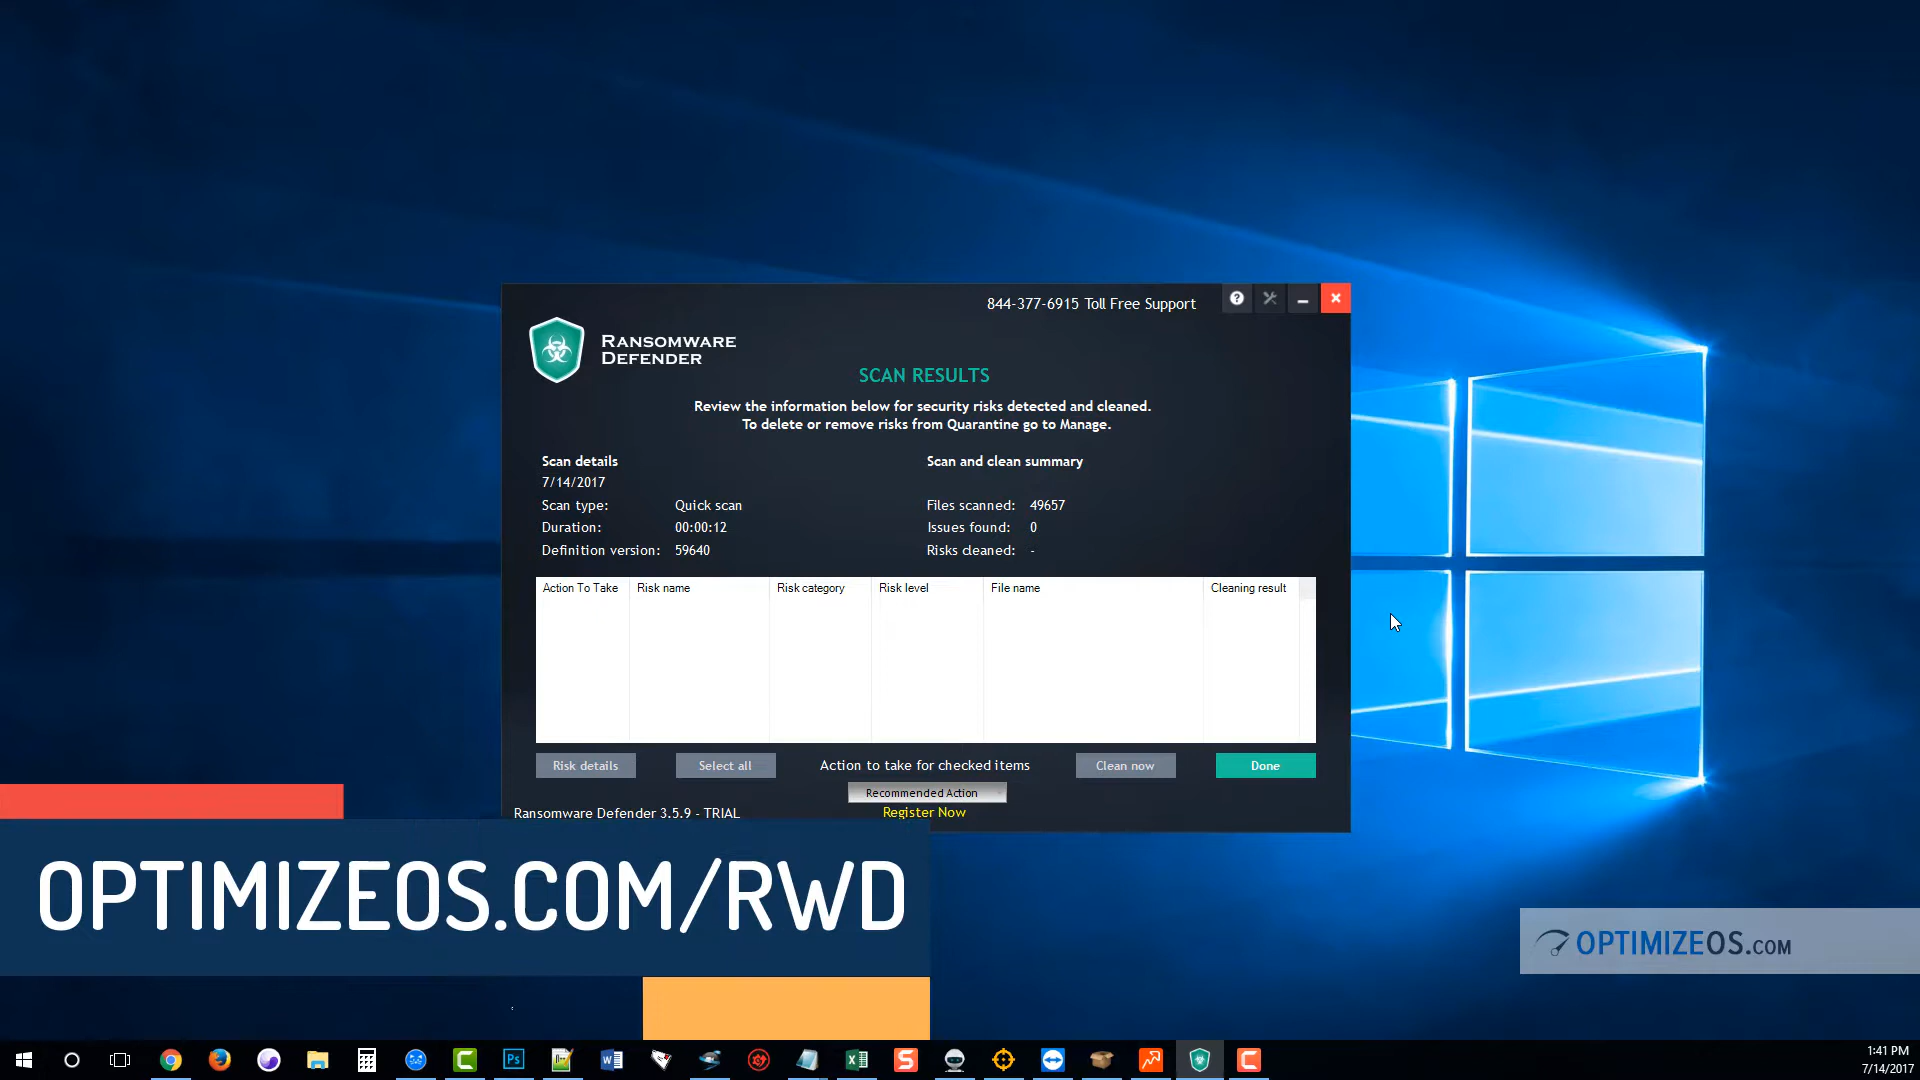 844-377-6915 Toll Free Support
RANSOMWARE
DEFENDER
SCAN RESULTS
Review the information below for security risks detected and cleaned.
To delete or remove risks from Quarantine go to Manage.
Scan details
7/14/2017
Scan type: Quick scan
Duration: 00:00:12
Definition version: 59640
Scan and clean summary
Files scanned: 49657
Issues found: 0
Risks cleaned: -
Action To Take Risk name Risk category Risk level File name Cleaning result
Risk details Select all Action to take for checked items Clean now Done
Recommended Action
Ransomware Defender 3.5.9 - TRIAL Register Now
OPTIMIZEOS.COM/RWD
OPTIMIZEOS.COM
Ps
1:41 PM
7/14/2017